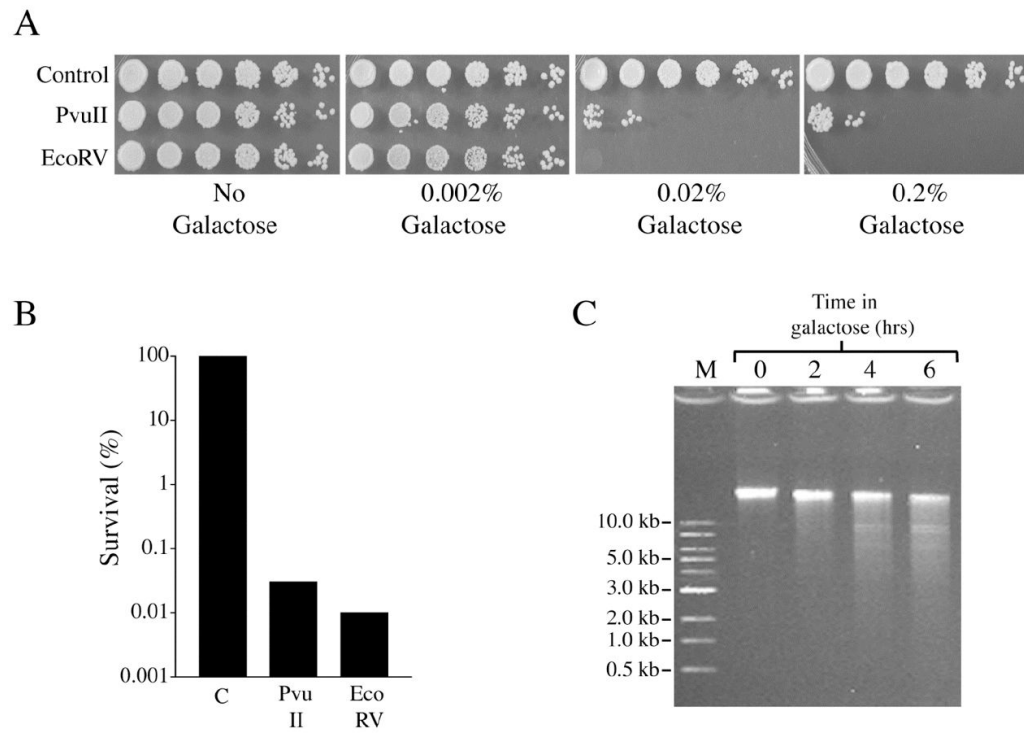 A
Control
PvuII
EcoRV
No
Galactose
0.002%
Galactose
0.02%
Galactose
0.2%
Galactose
B
Survival (%)
100
10
1
0.1
0.01
0.001
C
Pvu
II
Eco
RV
C
Time in
galactose (hrs)
M 0 2 4 6
10.0 kb
5.0 kb
3.0 kb
2.0 kb
1.0 kb
0.5 kb